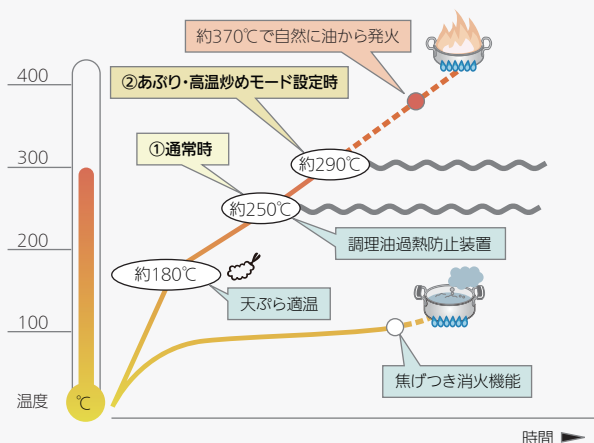 約370℃で自然に油から発火
400
②あぶり・高温炒めモード設定時
①通常時
300
約290℃
約250℃
200
調理油過熱防止装置
約180℃
天ぷら適温
100
焦げつき消火機能
温度
℃
時間